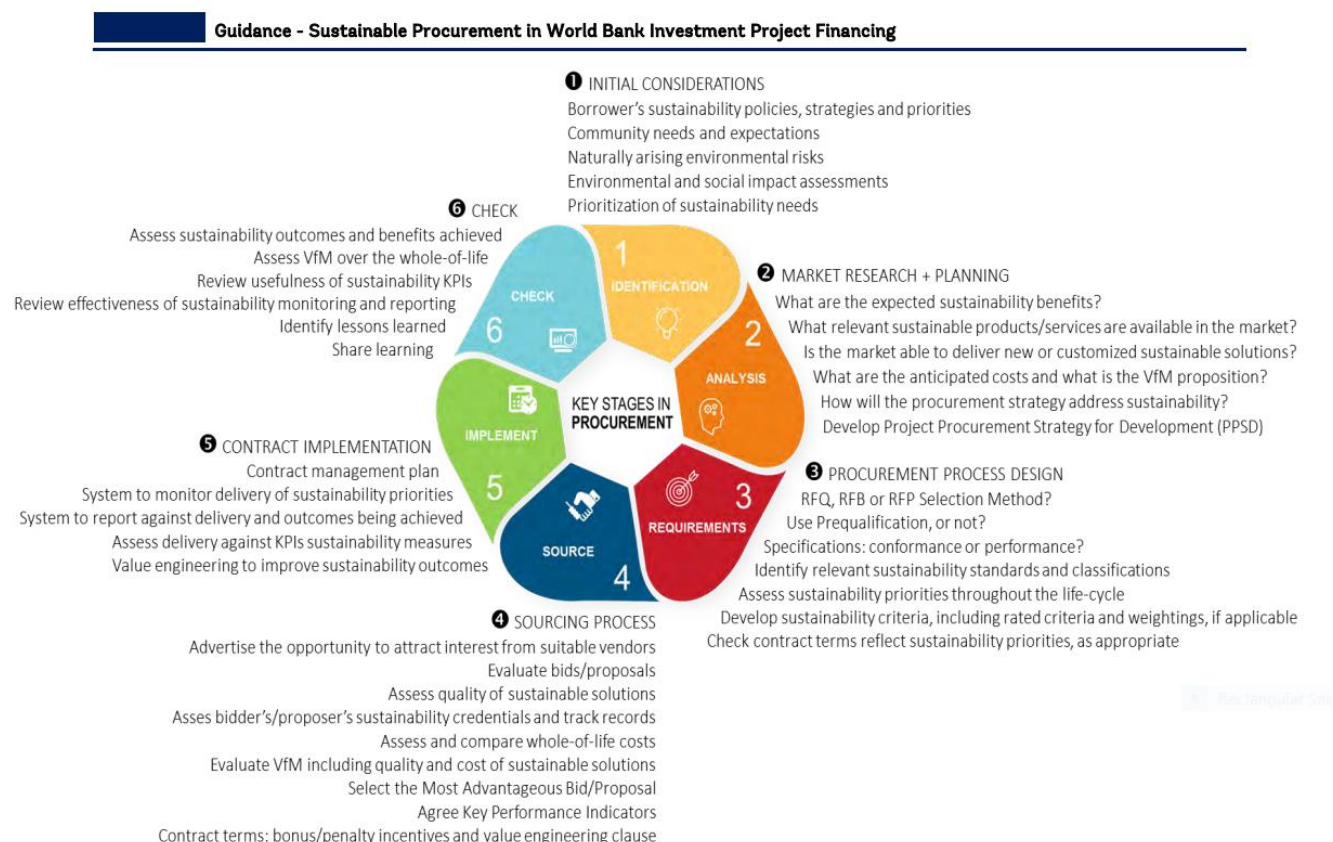 Guidance - Sustainable Procurement in World Bank Investment Project Financing
❶ INITIAL CONSIDERATIONS
Borrower's sustainability policies, strategies and priorities
Community needs and expectations
Naturally arising environmental risks
Environmental and social impact assessments
Prioritization of sustainability needs
❷ MARKET RESEARCH + PLANNING
What are the expected sustainability benefits?
What relevant sustainable products/services are available in the market?
Is the market able to deliver new or customized sustainable solutions?
What are the anticipated costs and what is the VfM proposition?
How will the procurement strategy address sustainability?
Develop Project Procurement Strategy for Development (PPSD)
❸ PROCUREMENT PROCESS DESIGN
RFQ, RFB or RFP Selection Method?
Use Prequalification, or not?
Specifications: conformance or performance?
Identify relevant sustainability standards and classifications
Assess sustainability priorities throughout the life-cycle
Develop sustainability criteria, including rated criteria and weightings, if applicable
Check contract terms reflect sustainability priorities, as appropriate
❹ SOURCING PROCESS
Advertise the opportunity to attract interest from suitable vendors
Evaluate bids/proposals
Assess quality of sustainable solutions
Asses bidder's/proposer's sustainability credentials and track records
Assess and compare whole-of-life costs
Evaluate VfM including quality and cost of sustainable solutions
Select the Most Advantageous Bid/Proposal
Agree Key Performance Indicators
Contract terms: bonus/penalty incentives and value engineering clause
❺ CONTRACT IMPLEMENTATION
Contract management plan
System to monitor delivery of sustainability priorities
System to report against delivery and outcomes being achieved
Assess delivery against KPIs sustainability measures
Value engineering to improve sustainability outcomes
❻ CHECK
Assess sustainability outcomes and benefits achieved
Assess VfM over the whole-of-life
Review usefulness of sustainability KPIs
Review effectiveness of sustainability monitoring and reporting
Identify lessons learned
Share learning
1
IDENTIFICATION
2
ANALYSIS
3
REQUIREMENTS
SOURCE
4
IMPLEMENT
5
CHECK
6
KEY STAGES IN
PROCUREMENT